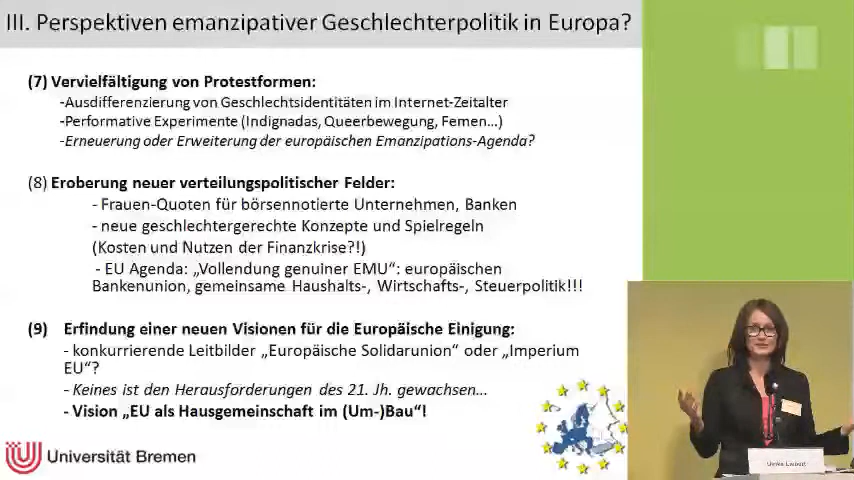 III. Perspektiven emanzipativer Geschlechterpolitik in Europa?
(7) Vervielfältigung von Protestformen:
-Ausdifferenzierung von Geschlechtsidentitäten im Internet-Zeitalter
-Performative Experimente (Indignadas, Queerbewegung, Femen...)
-Erneuerung oder Erweiterung der europäischen Emanzipations-Agenda?
(8) Eroberung neuer verteilungspolitischer Felder:
- Frauen-Quoten für börsennotierte Unternehmen, Banken
- neue geschlechtergerechte Konzepte und Spielregeln
(Kosten und Nutzen der Finanzkrise?!)
- EU Agenda: „Vollendung genuiner EMU“: europäischen
Bankenunion, gemeinsame Haushalts-, Wirtschafts-, Steuerpolitik!!!
(9) Erfindung einer neuen Visionen für die Europäische Einigung:
- konkurrierende Leitbilder „Europäische Solidarunion“ oder „Imperium
EU“?
- Keines ist den Herausforderungen des 21. Jh. gewachsen...
- Vision „EU als Hausgemeinschaft im (Um-)Bau“!
Universität Bremen